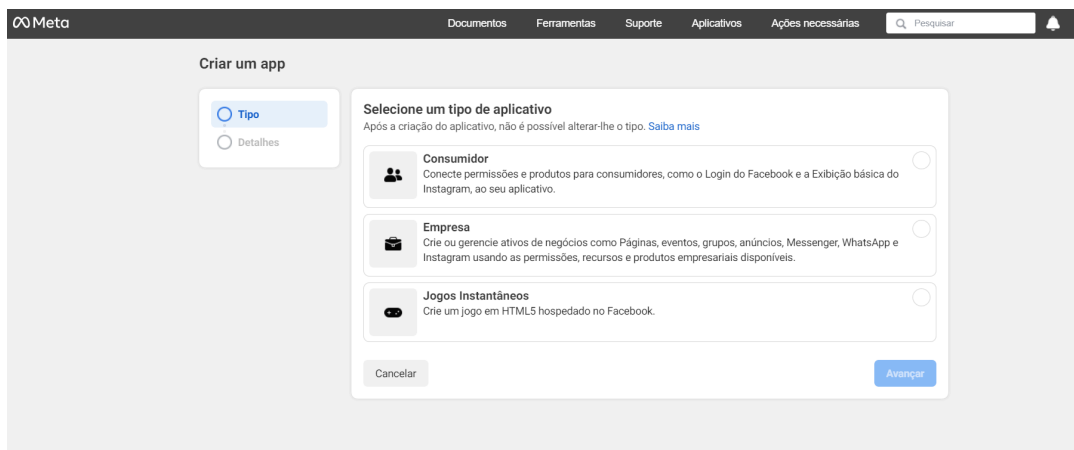 Meta
Documentos
Ferramentas
Suporte
Aplicativos
Ações necessárias
Pesquisar
Criar um app
Tipo
Detalhes
Selecione um tipo de aplicativo
Após a criação do aplicativo, não é possível alterar-lhe o tipo. Saiba mais
Consumidor
Conecte permissões e produtos para consumidores, como o Login do Facebook e a Exibição básica do
Instagram, ao seu aplicativo.
Empresa
Crie ou gerencie ativos de negócios como Páginas, eventos, grupos, anúncios, Messenger, WhatsApp e
Instagram usando as permissões, recursos e produtos empresariais disponíveis.
Jogos Instantâneos
Crie um jogo em HTML5 hospedado no Facebook.
Cancelar
Avançar